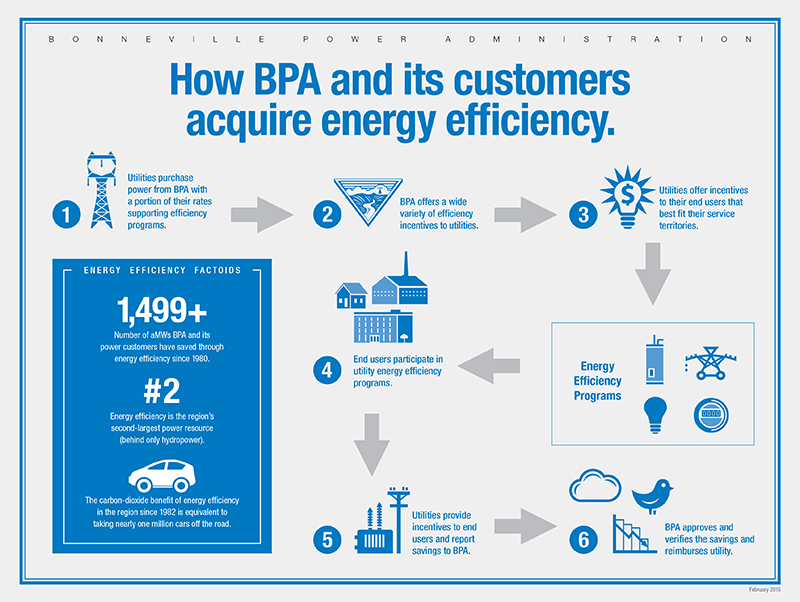 BONNEVILLE POWER ADMINISTRATION
How BPA and its customers
acquire energy efficiency.
1
Utilities purchase
power from BPA with
a portion of their rates
supporting efficiency
programs.
2
BPA offers a wide
variety of efficiency
incentives to utilities.
3
$
Utilities offer incentives
to their end users that
best fit their service
territories.
Energy
Efficiency
Programs
4
End users participate in
utility energy efficiency
programs.
5
Utilities provide
incentives to end
users and report
savings to BPA.
6
BPA approves and
verifies the savings and
reimburses utility.
ENERGY EFFICIENCY FACTOIDS
1,499+
Number of aMWs BPA and its
power customers have saved through
energy efficiency since 1980.
#2
Energy efficiency is the region's
second-largest power resource
(behind only hydropower).
The carbon-dioxide benefit of energy efficiency
in the region since 1982 is equivalent to
taking nearly one million cars off the road.
February 2015